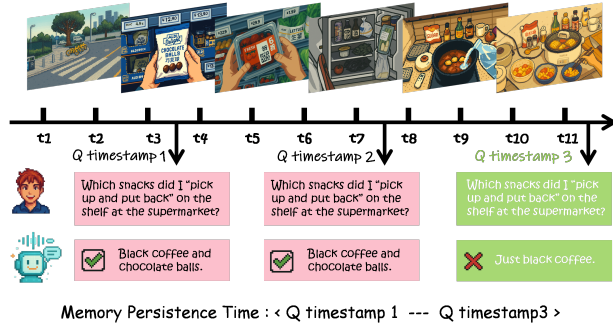 CHOCOLATE
BALLS
t1 t2 t3 t4 t5 t6 t7 t8 t9 t10 t11
Q timestamp 1 Q timestamp 2 Q timestamp 3
Which snacks did I “pick
up and put back” on the
shelf at the supermarket?
Which snacks did I “pick
up and put back” on the
shelf at the supermarket?
Which snacks did I “pick
up and put back” on the
shelf at the supermarket?
Black coffee and
chocolate balls.
Black coffee and
chocolate balls.
Just black coffee.
Memory Persistence Time : < Q timestamp 1 --- Q timestamp3 >